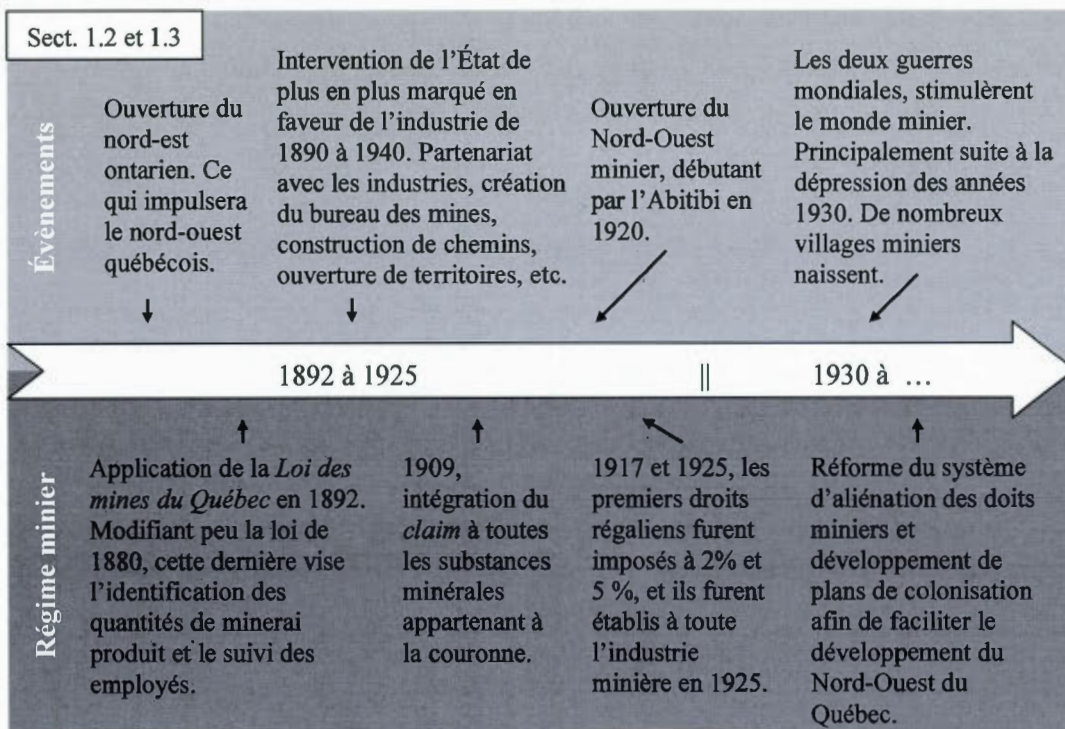 Sect. 1.2 et 1.3
Évènements
Ouverture du
nord-est
ontarien. Ce
qui impulsera
le nord-ouest
québécois.
Intervention de l'État de
plus en plus marqué en
faveur de l'industrie de
1890 à 1940. Partenariat
avec les industries, création
du bureau des mines,
construction de chemins,
ouverture de territoires, etc.
Ouverture du
Nord-Ouest
minier, débutant
par l'Abitibi en
1920.
Les deux guerres
mondiales, stimulèrent
le monde minier.
Principalement suite à la
dépression des années
1930. De nombreux
villages miniers
naissent.
1892 à 1925 || 1930 à …
Régime minier
Application de la Loi des
mines du Québec en 1892.
Modifiant peu la loi de
1880, cette dernière vise
l'identification des
quantités de minerai
produit et le suivi des
employés.
1909,
intégration du
claim à toutes
les substances
minérales
appartenant à
la couronne.
1917 et 1925, les
premiers droits
régaliens furent
imposés à 2% et
5 %, et ils furent
établis à toute
l'industrie
minière en 1925.
Réforme du système
d'aliénation des doits
miniers et
développement de
plans de colonisation
afin de faciliter le
développement du
Nord-Ouest du
Québec.